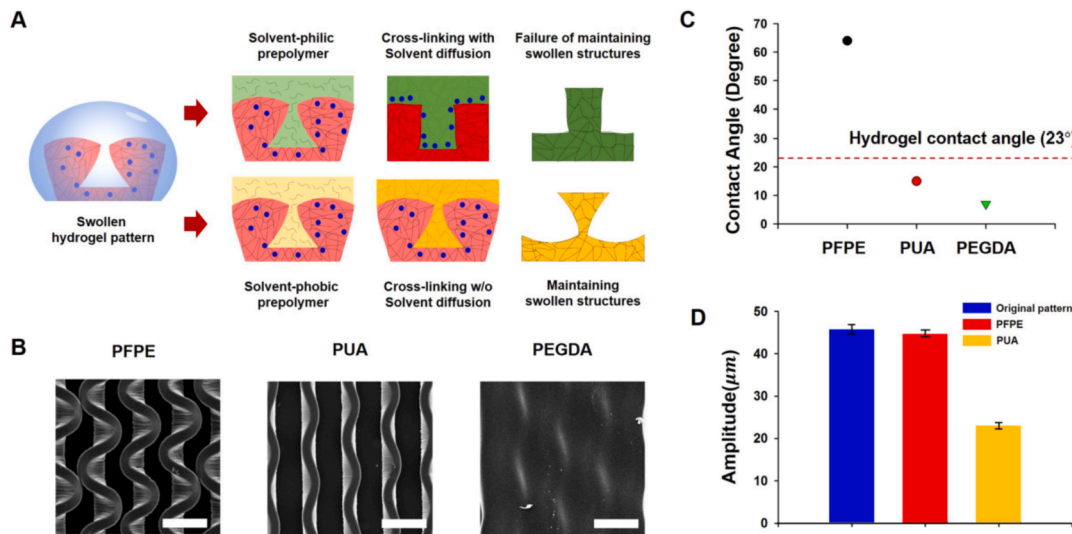 A
Solvent-philic
prepolymer
Cross-linking with
Solvent diffusion
Failure of maintaining
swollen structures
Swollen
hydrogel pattern
Solvent-phobic
prepolymer
Cross-linking w/o
Solvent diffusion
Maintaining
swollen structures
B
PFPE
PUA
PEGDA
C
Contact Angle (Degree)
70
60
50
40
30
20
10
0
Hydrogel contact angle (23°)
PFPE
PUA
PEGDA
D
Amplitude(μm)
50
40
30
20
10
0
Original pattern
PFPE
PUA